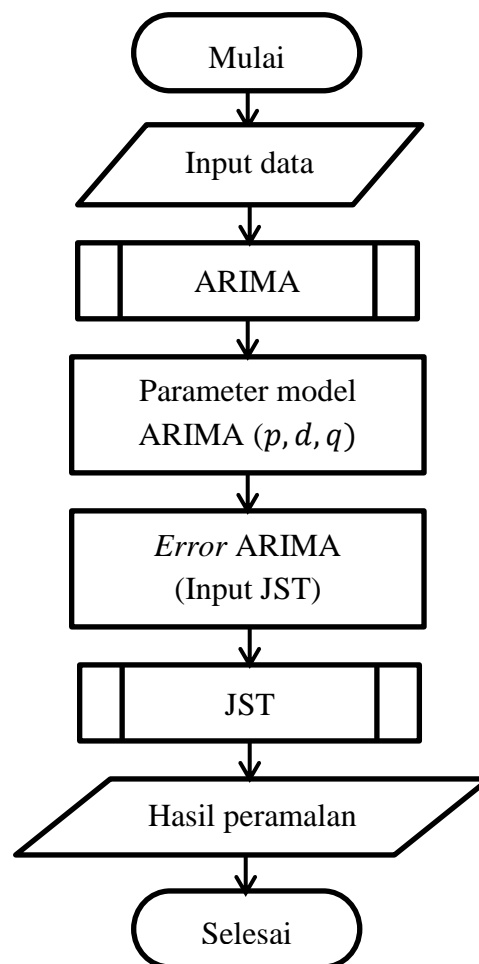 Mulai
Input data
ARIMA
Parameter model
ARIMA (𝑝, 𝑑, 𝑞)
Error ARIMA
(Input JST)
JST
Hasil peramalan
Selesai